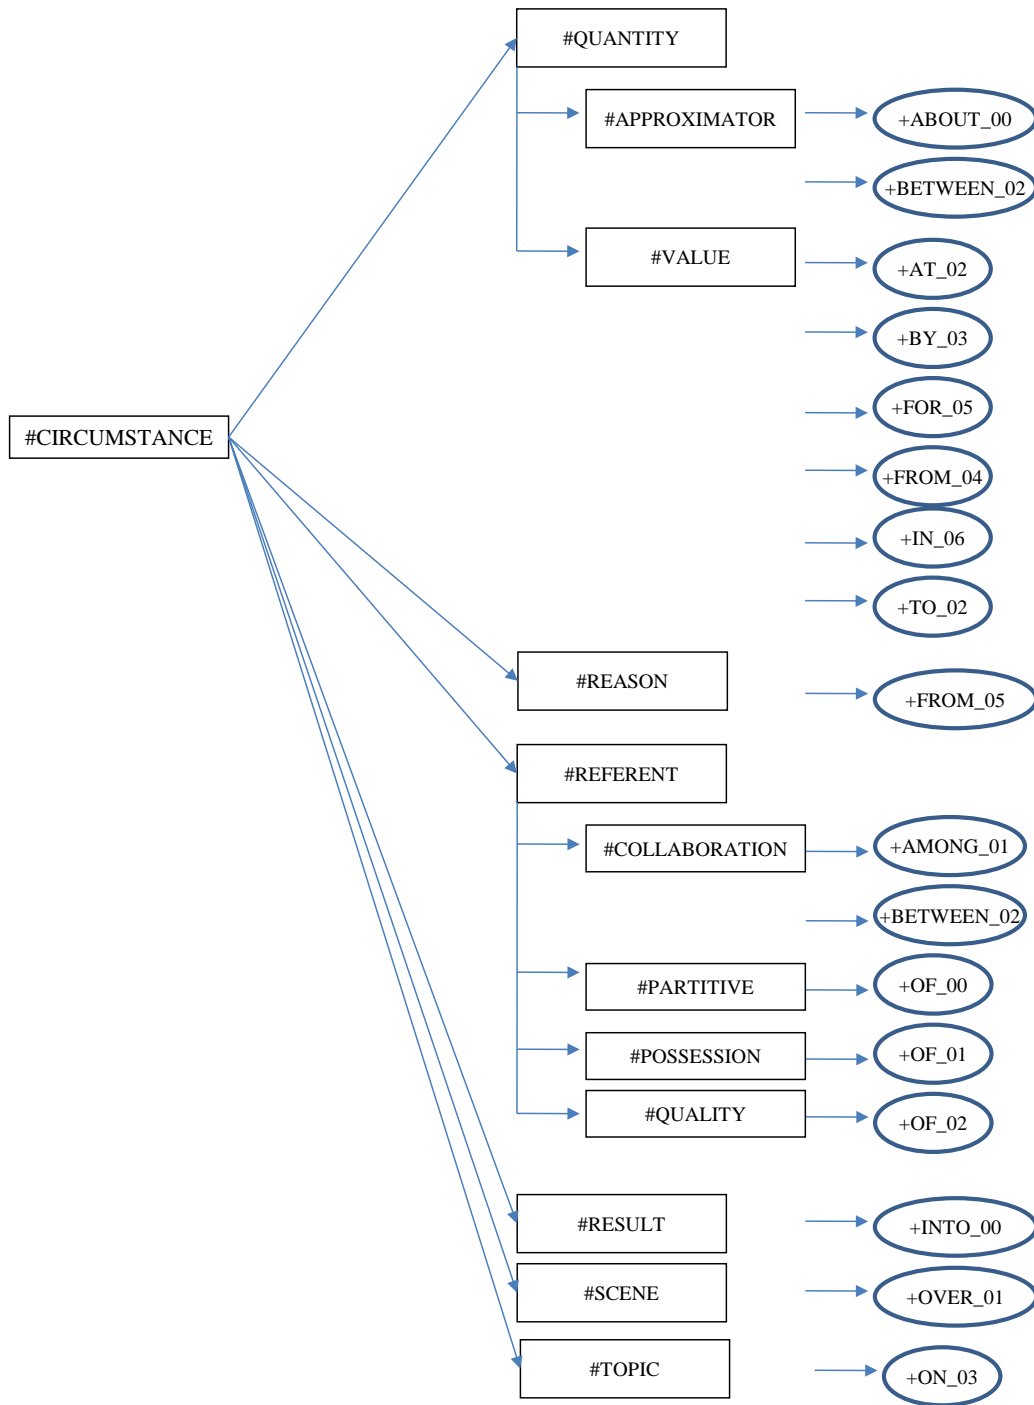 #QUANTITY
#APPROXIMATOR
+ABOUT_00
+BETWEEN_02
#VALUE
+AT_02
+BY_03
+FOR_05
#CIRCUMSTANCE
+FROM_04
+IN_06
+TO_02
#REASON
+FROM_05
#REFERENT
#COLLABORATION
+AMONG_01
+BETWEEN_02
#PARTITIVE
+OF_00
#POSSESSION
+OF_01
#QUALITY
+OF_02
#RESULT
+INTO_00
#SCENE
+OVER_01
#TOPIC
+ON_03